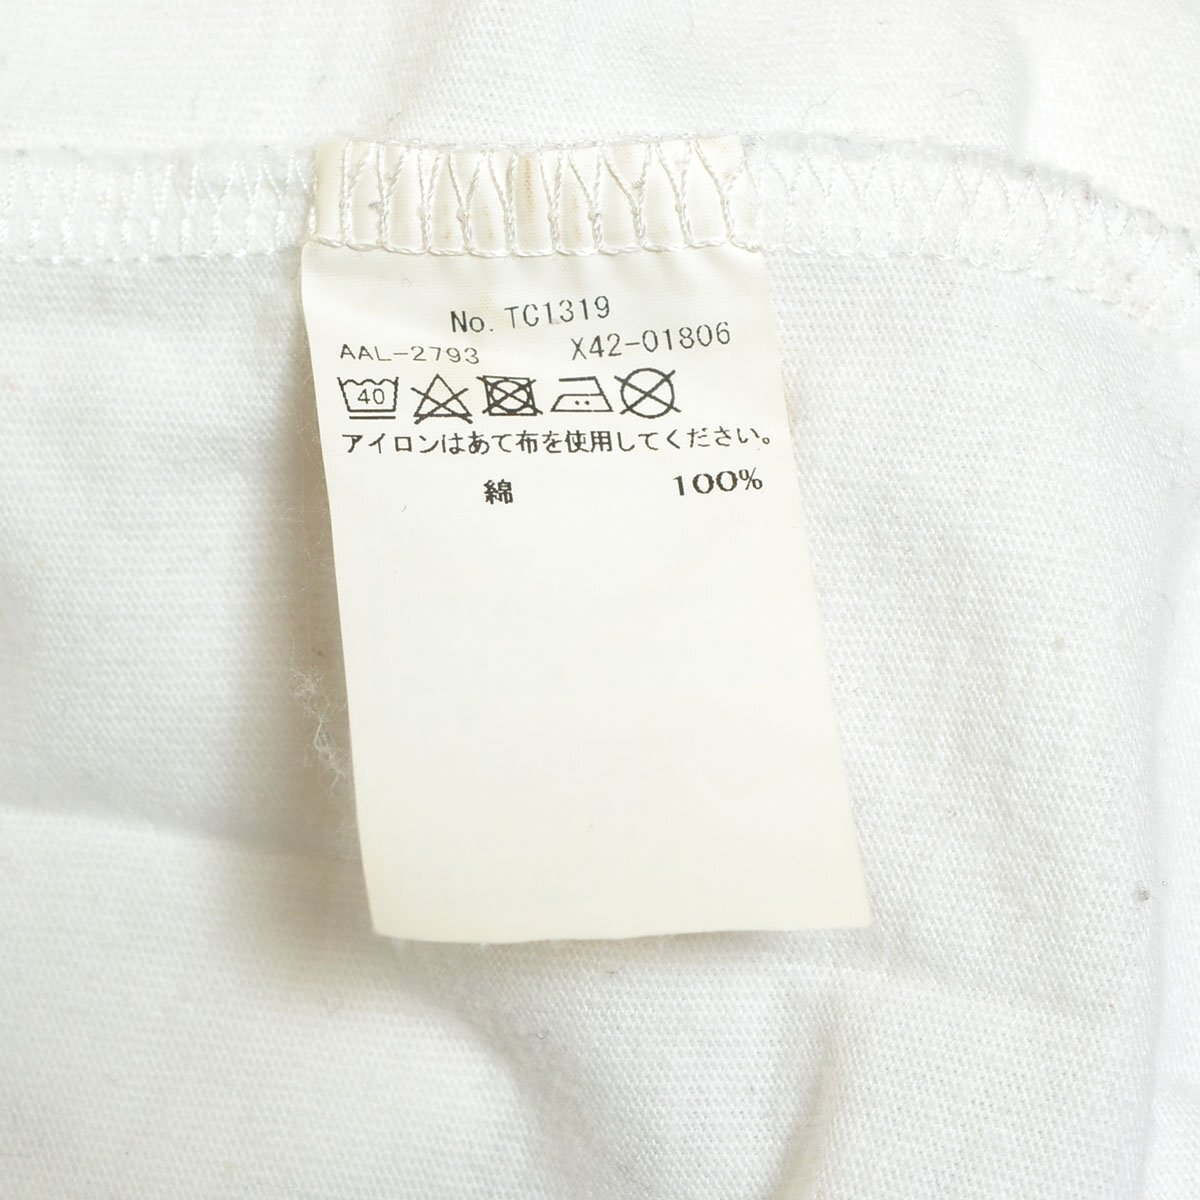 No. TC1319
AAL-2793 X42-01806
40
アイロンはあて布を使用してください。
綿 100%